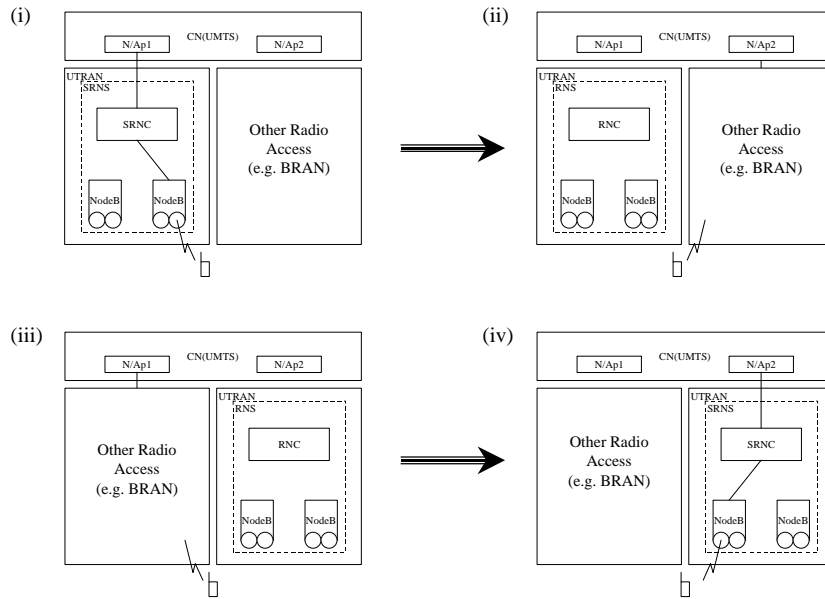 (i)
CN(UMTS)
N/Ap1
N/Ap2
UTRAN
SRNS
SRNC
NodeB
NodeB
Other Radio
Access
(e.g. BRAN)
(ii)
CN(UMTS)
N/Ap1
N/Ap2
UTRAN
RNS
RNC
NodeB
NodeB
Other Radio
Access
(e.g. BRAN)
(iii)
CN(UMTS)
N/Ap1
N/Ap2
Other Radio
Access
(e.g. BRAN)
UTRAN
RNS
RNC
NodeB
NodeB
(iv)
CN(UMTS)
N/Ap1
N/Ap2
Other Radio
Access
(e.g. BRAN)
UTRAN
SRNS
SRNC
NodeB
NodeB